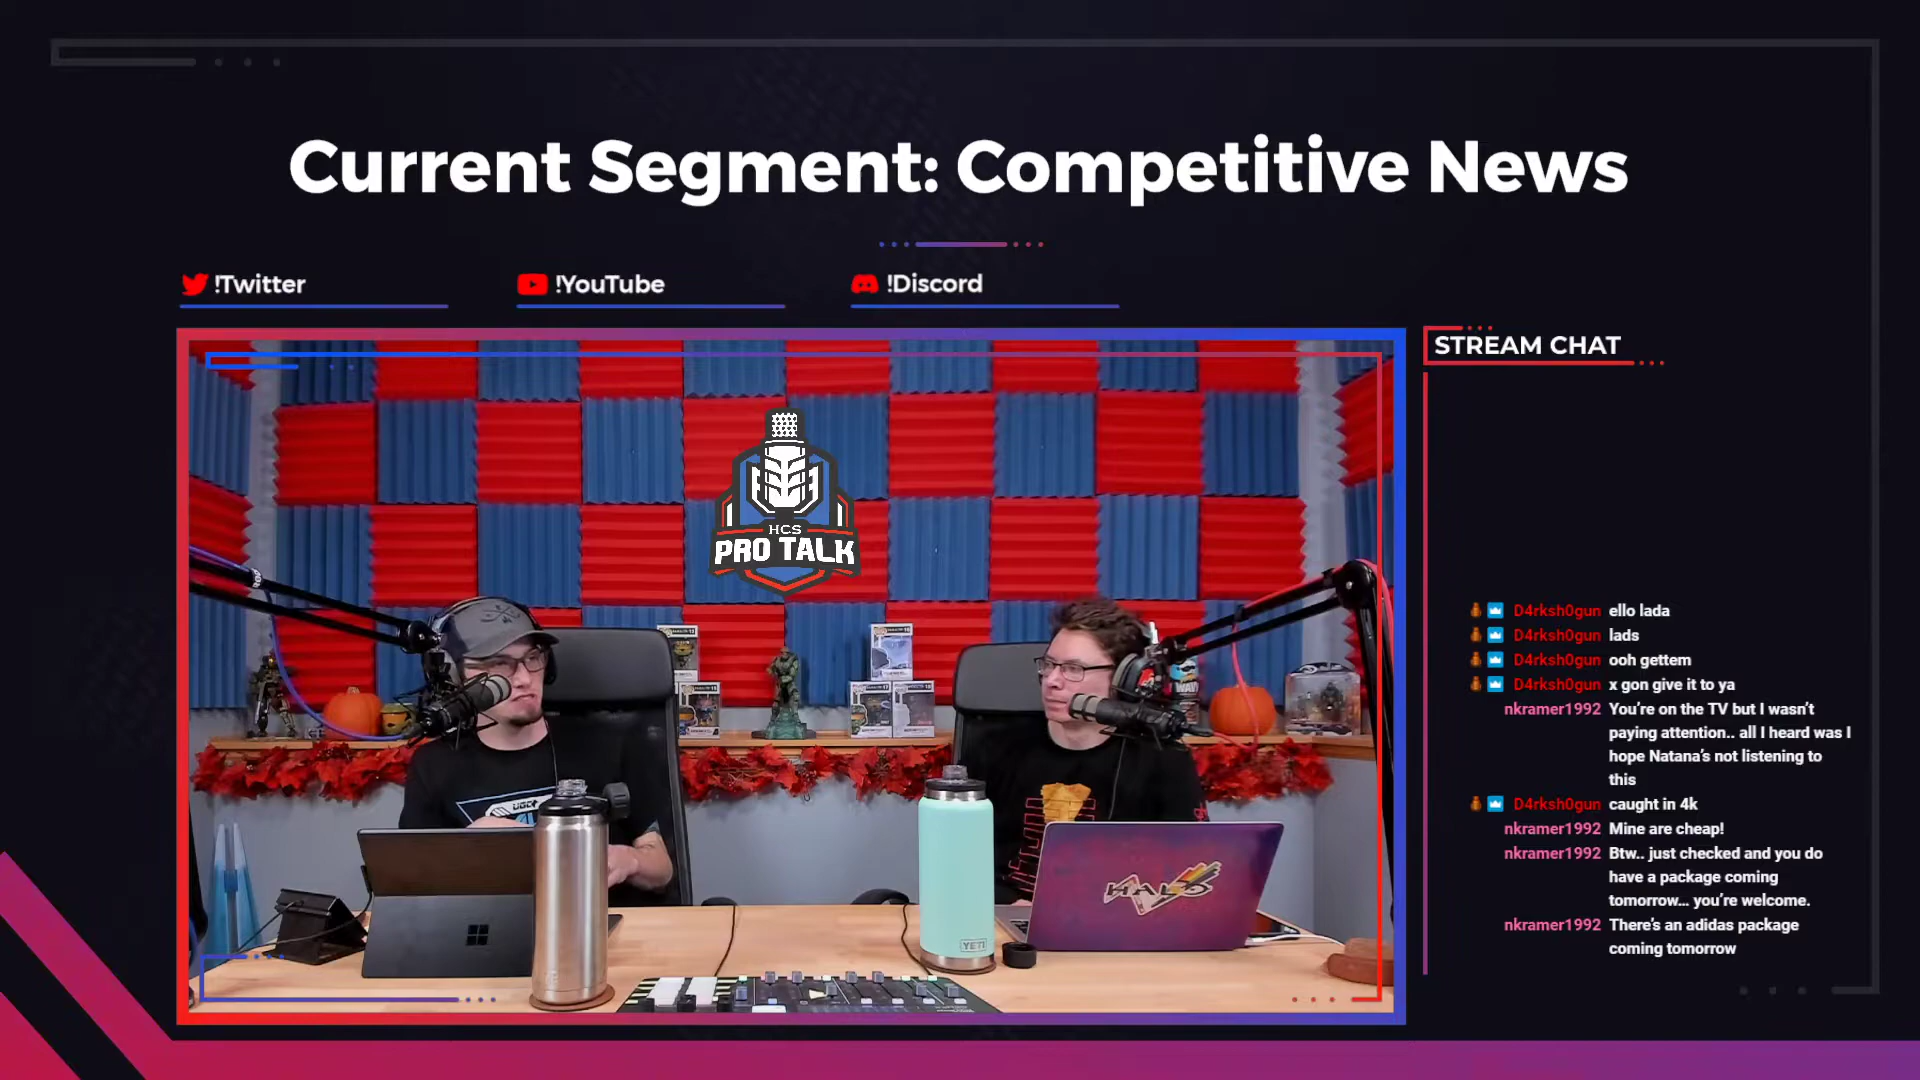 Current Segment: Competitive News
!Twitter
!YouTube
!Discord
STREAM CHAT
HCS
PRO TALK
D4rksh0gun ello lada
D4rksh0gun lads
D4rksh0gun ooh gettem
D4rksh0gun x gon give it to ya
nkramer1992 You're on the TV but I wasn't
paying attention.. all I heard was I
hope Natana's not listening to
this
D4rksh0gun caught in 4k
nkramer1992 Mine are cheap!
nkramer1992 Btw.. just checked and you do
have a package coming
tomorrow... you're welcome.
nkramer1992 There's an adidas package
coming tomorrow
UGC
HALO
YETI